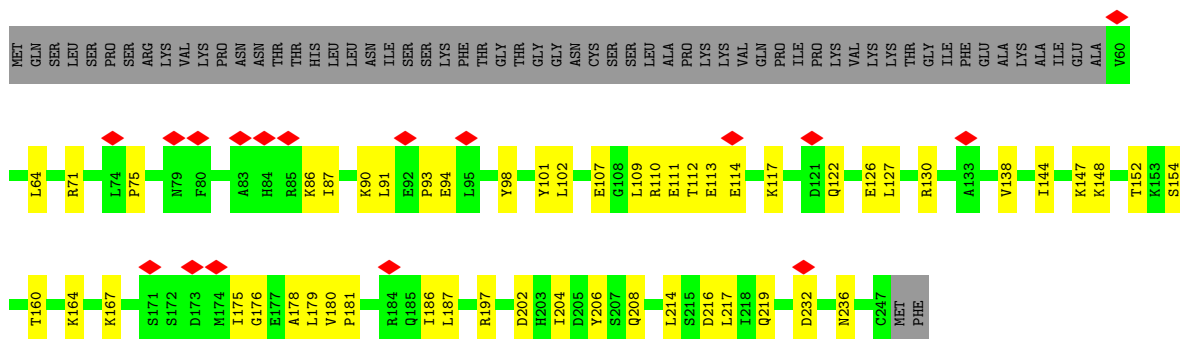 MET GLN SER LEU SER PRO SER ARG LYS VAL LYS PRO ASN ASN THR THR HIS LEU LEU ASN ILE SER SER LYS PHE THR GLY THR GLY GLY ASN CYS SER SER LEU ALA PRO LYS LYS VAL GLN PRO ILE PRO LYS VAL LYS LYS THR GLY ILE PHE GLU ALA LYS ALA ILE GLU ALA V60
L64 R71 L74 P75 N79 F80 A83 H84 R85 K86 I87 K90 L91 E92 P93 E94 L95 Y98 Y101 L102 E107 G108 L109 R110 E111 T112 E113 E114 K117 D121 Q122 E126 L127 R130 A133 V138 I144 K147 K148 T152 K153 S154
T160 K164 K167 S171 S172 D173 M174 I175 G176 E177 A178 L179 V180 P181 R184 Q185 I186 L187 R197 D202 H203 I204 D205 Y206 S207 Q208 L214 S215 D216 L217 I218 Q219 D232 N236 C247 MET PHE